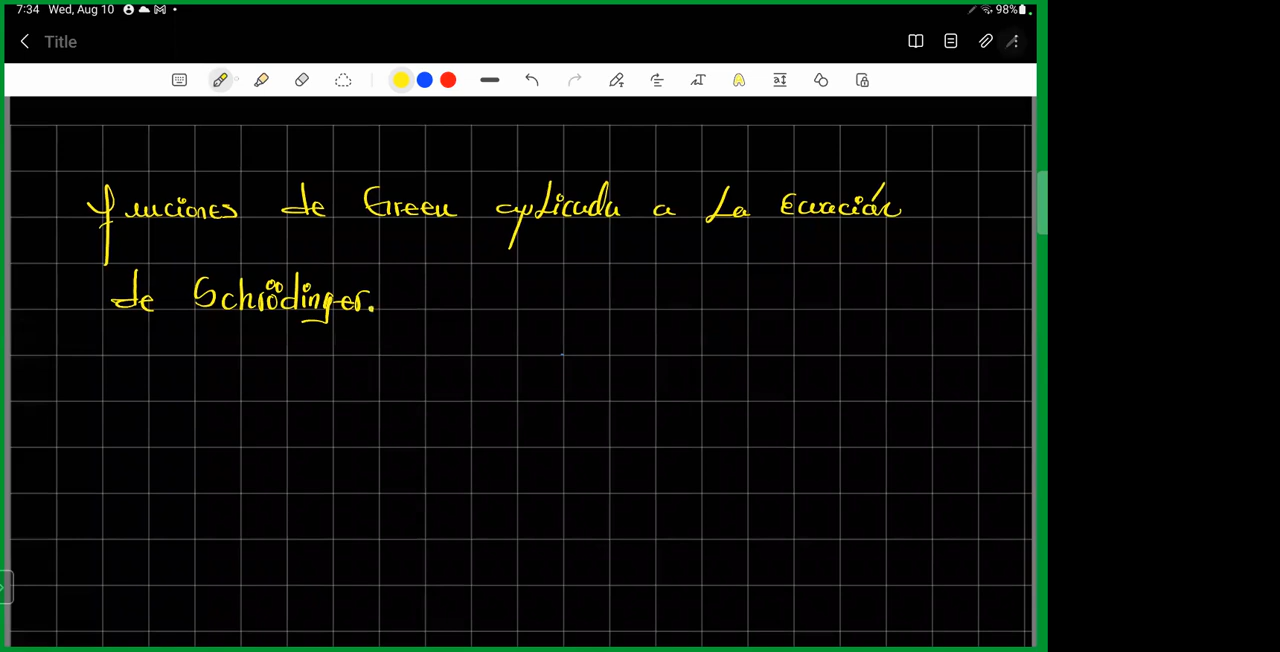 7:34 Wed, Aug 10
98%
Title
funciones de Green aplicada a La Ecuación
de Schrödinger.